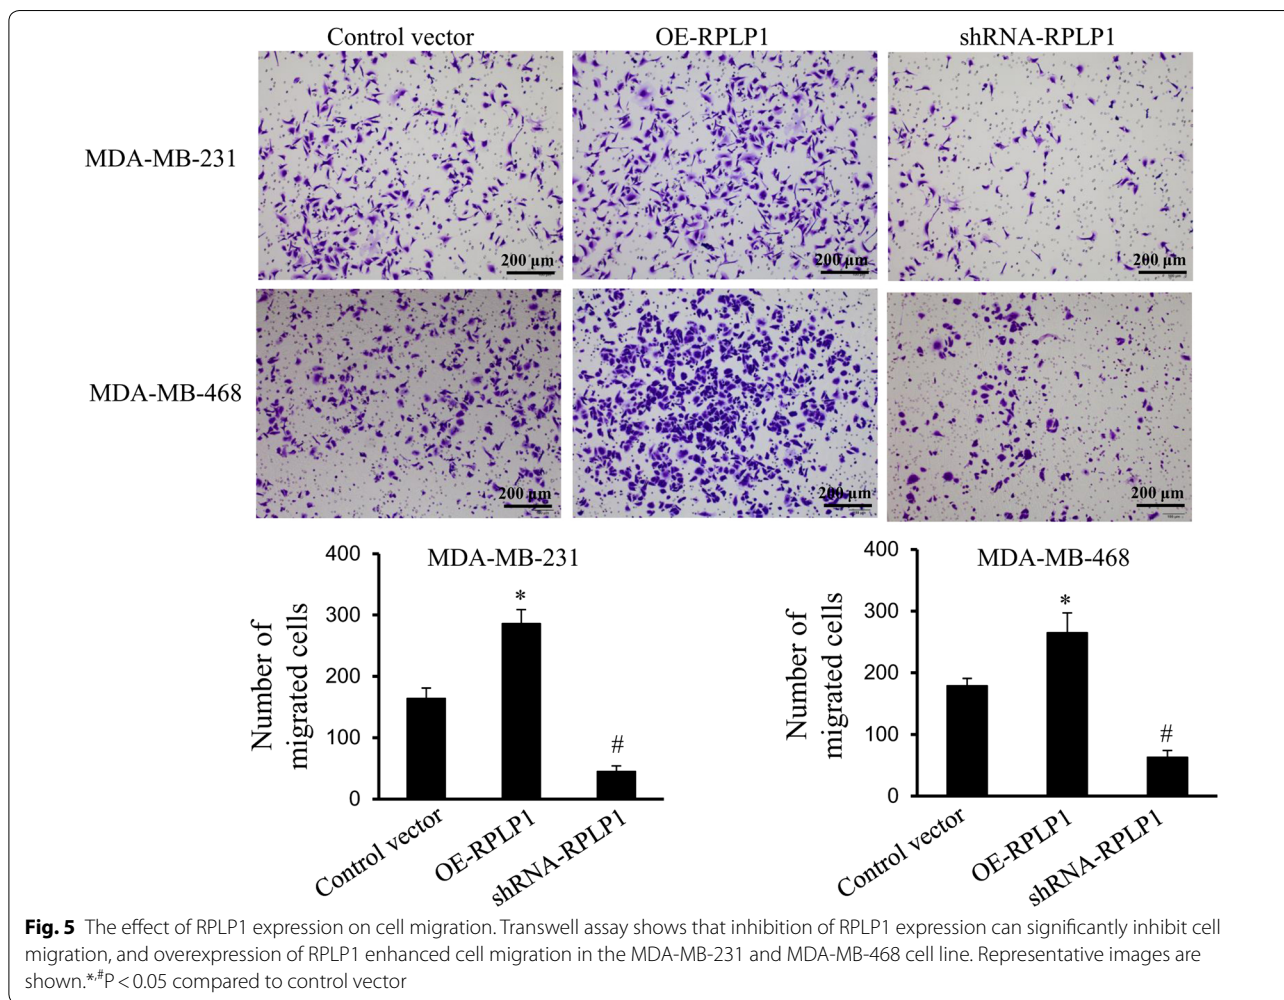 Control vector OE-RPLP1 shRNA-RPLP1
MDA-MB-231
200 µm 200 µm 200 µm
MDA-MB-468
200 µm 200 µm 200 µm
MDA-MB-231
Number of
migrated cells
400
300
200
100
0
*
#
Control vector
OE-RPLP1
shRNA-RPLP1
MDA-MB-468
Number of
migrated cells
400
300
200
100
0
*
#
Control vector
OE-RPLP1
shRNA-RPLP1
Fig. 5 The effect of RPLP1 expression on cell migration. Transwell assay shows that inhibition of RPLP1 expression can significantly inhibit cell
migration, and overexpression of RPLP1 enhanced cell migration in the MDA-MB-231 and MDA-MB-468 cell line. Representative images are
shown.*,#P < 0.05 compared to control vector